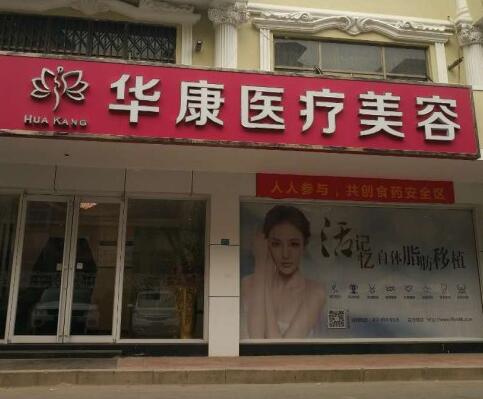 华康医疗美容
HUA KANG
人人参与，共创食药安全区
活记忆
自体脂肪移植